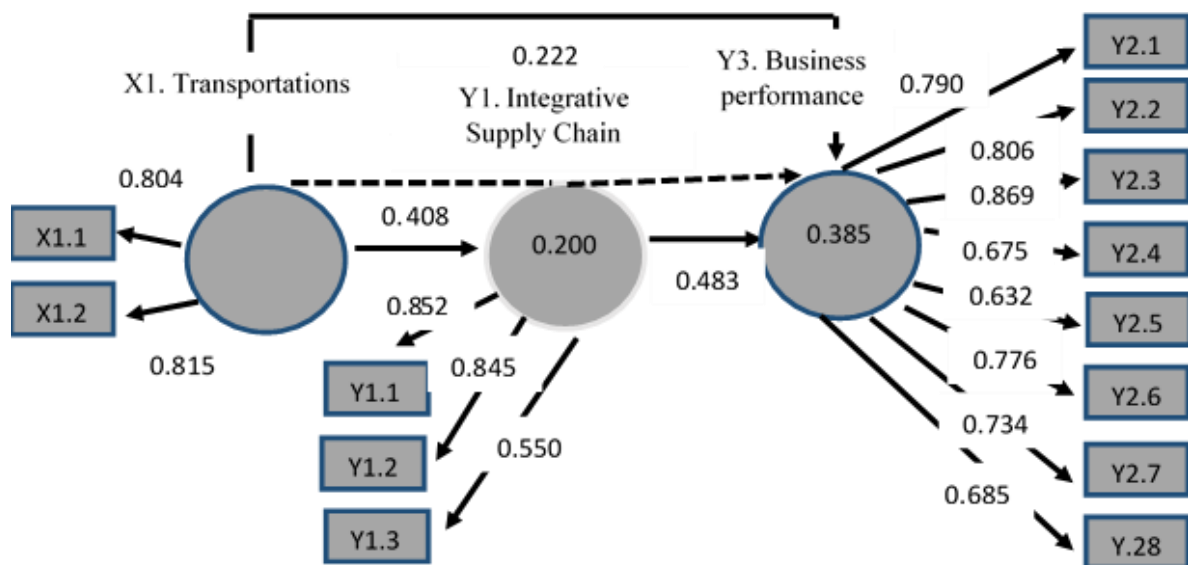 0.222
X1. Transportations
Y1. Integrative
Supply Chain
Y3. Business
performance
0.804
X1.1
X1.2
0.815
0.408
0.200
0.483
0.385
0.852
0.845
0.550
Y1.1
Y1.2
Y1.3
0.790
0.806
0.869
0.675
0.632
0.776
0.734
0.685
Y2.1
Y2.2
Y2.3
Y2.4
Y2.5
Y2.6
Y2.7
Y.28